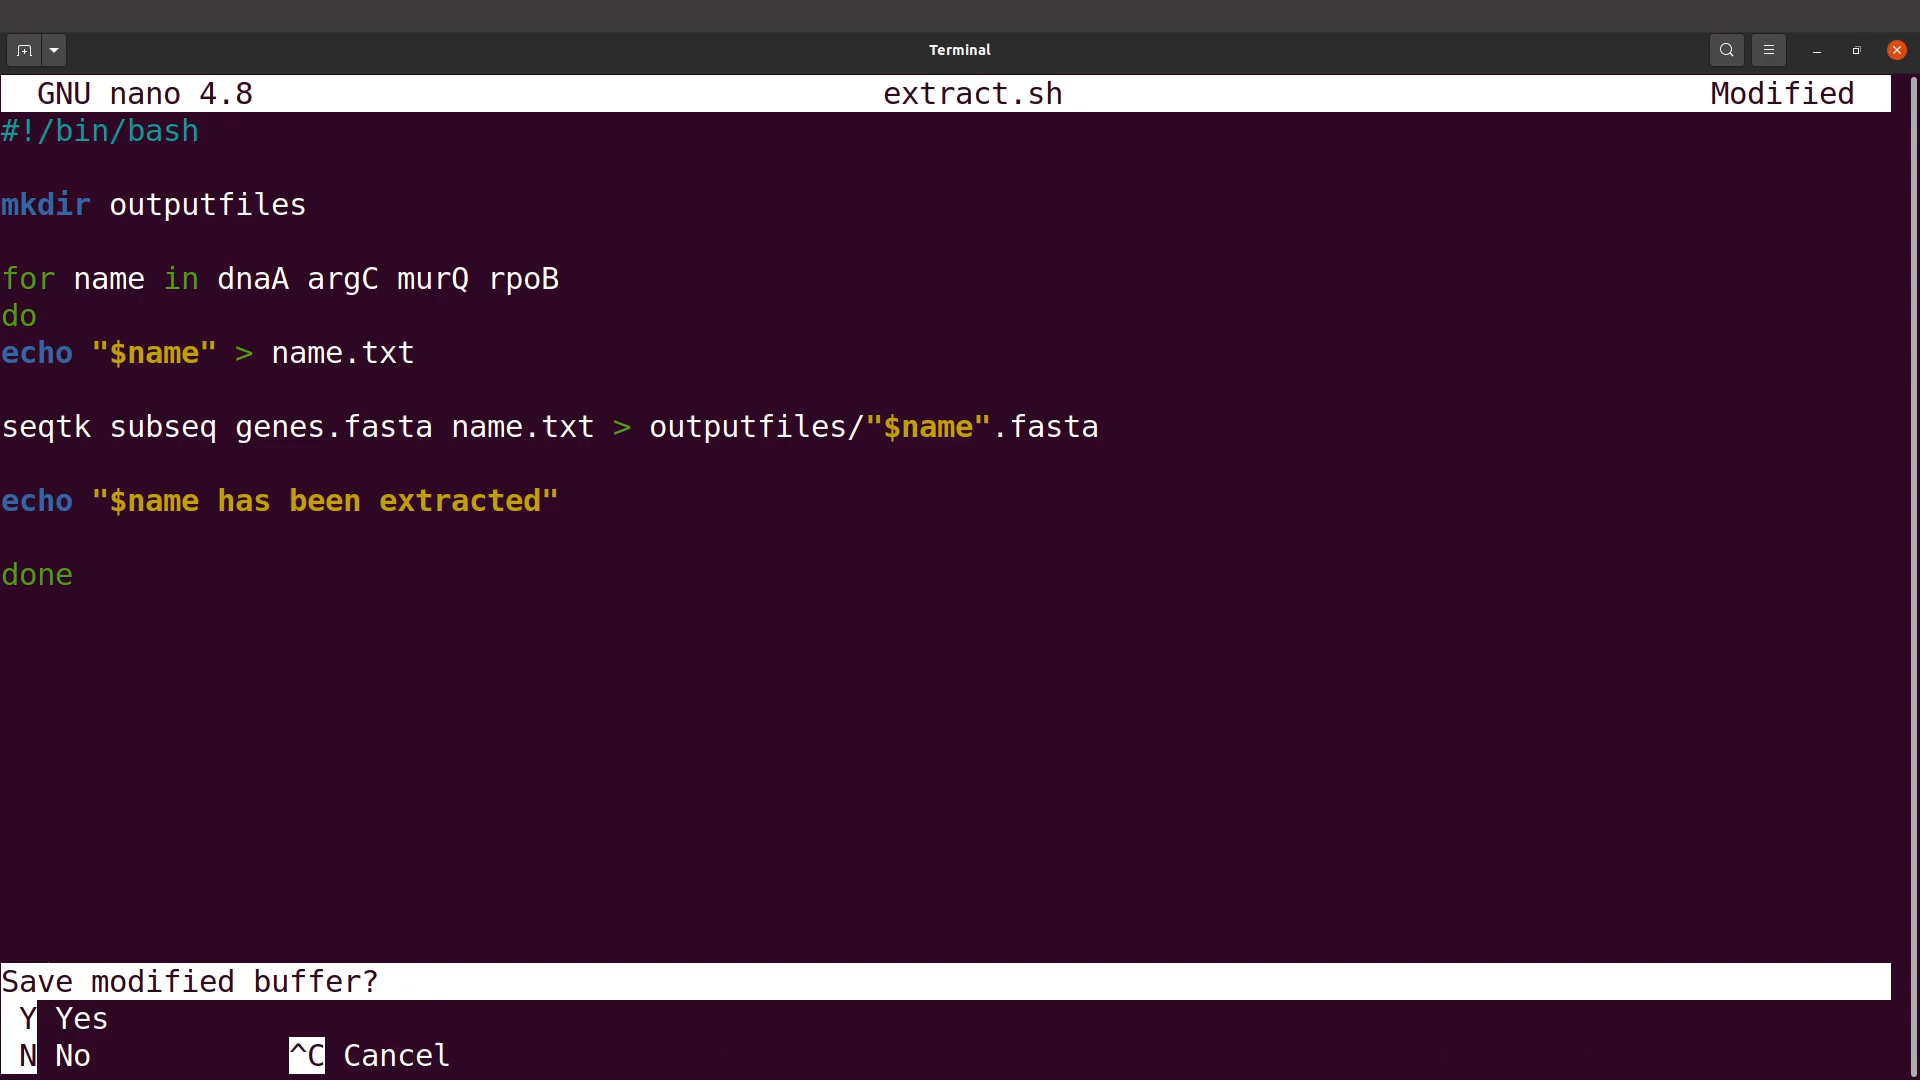 Terminal
GNU nano 4.8 extract.sh Modified
#!/bin/bash
mkdir outputfiles
for name in dnaA argC murQ rpoB
do
echo "$name" > name.txt
seqtk subseq genes.fasta name.txt > outputfiles/"$name".fasta
echo "$name has been extracted"
done
Save modified buffer?
Y Yes
N No ^C Cancel